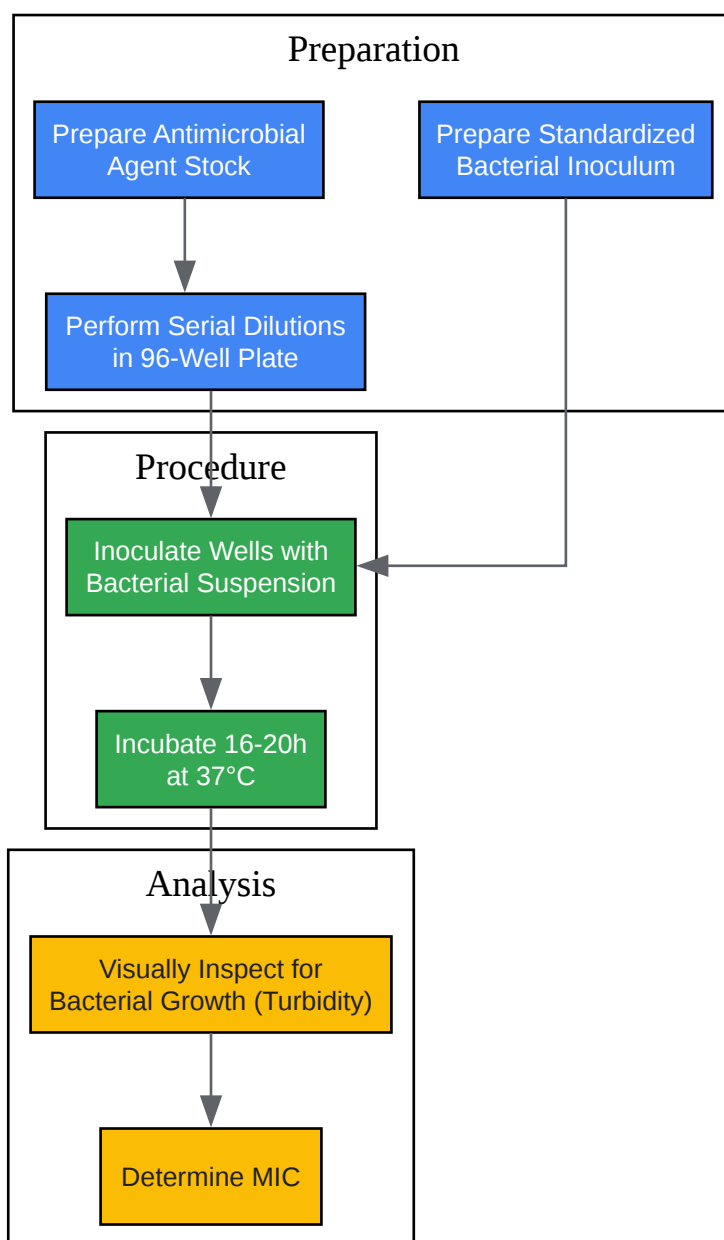 Preparation
Prepare Antimicrobial
Agent Stock
Prepare Standardized
Bacterial Inoculum
Perform Serial Dilutions
in 96-Well Plate
Procedure
Inoculate Wells with
Bacterial Suspension
Incubate 16-20h
at 37°C
Analysis
Visually Inspect for
Bacterial Growth (Turbidity)
Determine MIC